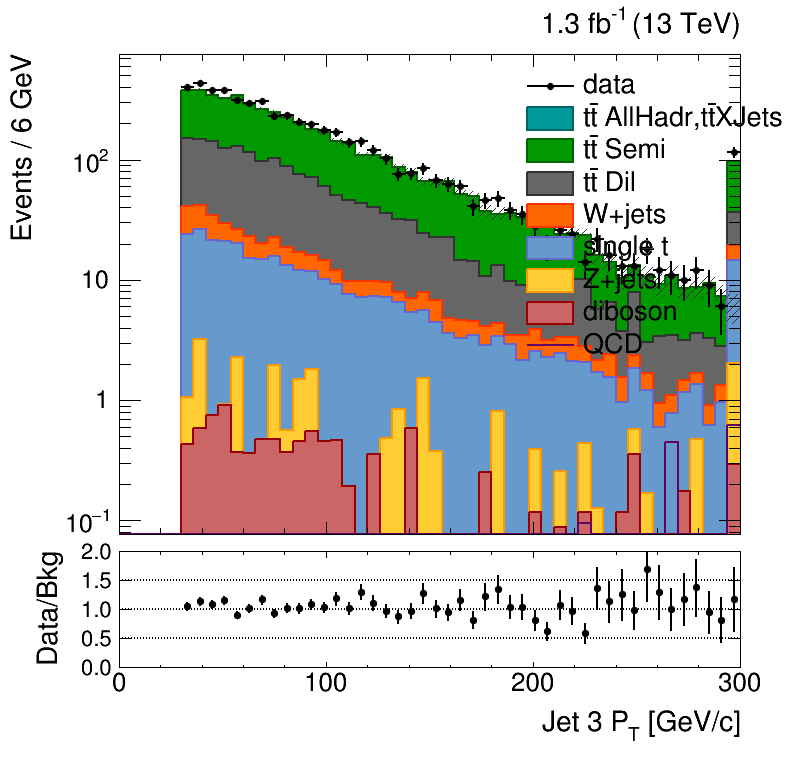 1.3 fb⁻¹ (13 TeV)
Events / 6 GeV
10²
10
1
10⁻¹
data
tt̄ AllHadr,tt̄XJets
tt̄ Semi
tt̄ Dil
W+jets
single t
Z+jets
diboson
QCD
Data/Bkg
2.0
1.5
1.0
0.5
0.0
0 100 200 300
Jet 3 P_T [GeV/c]